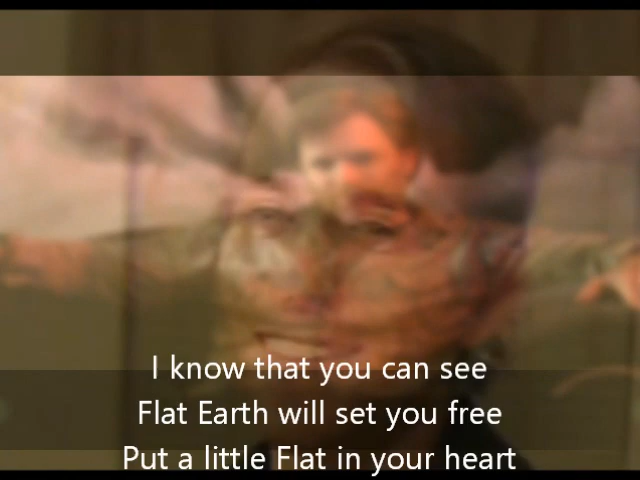 I know that you can see
Flat Earth will set you free
Put a little Flat in your heart